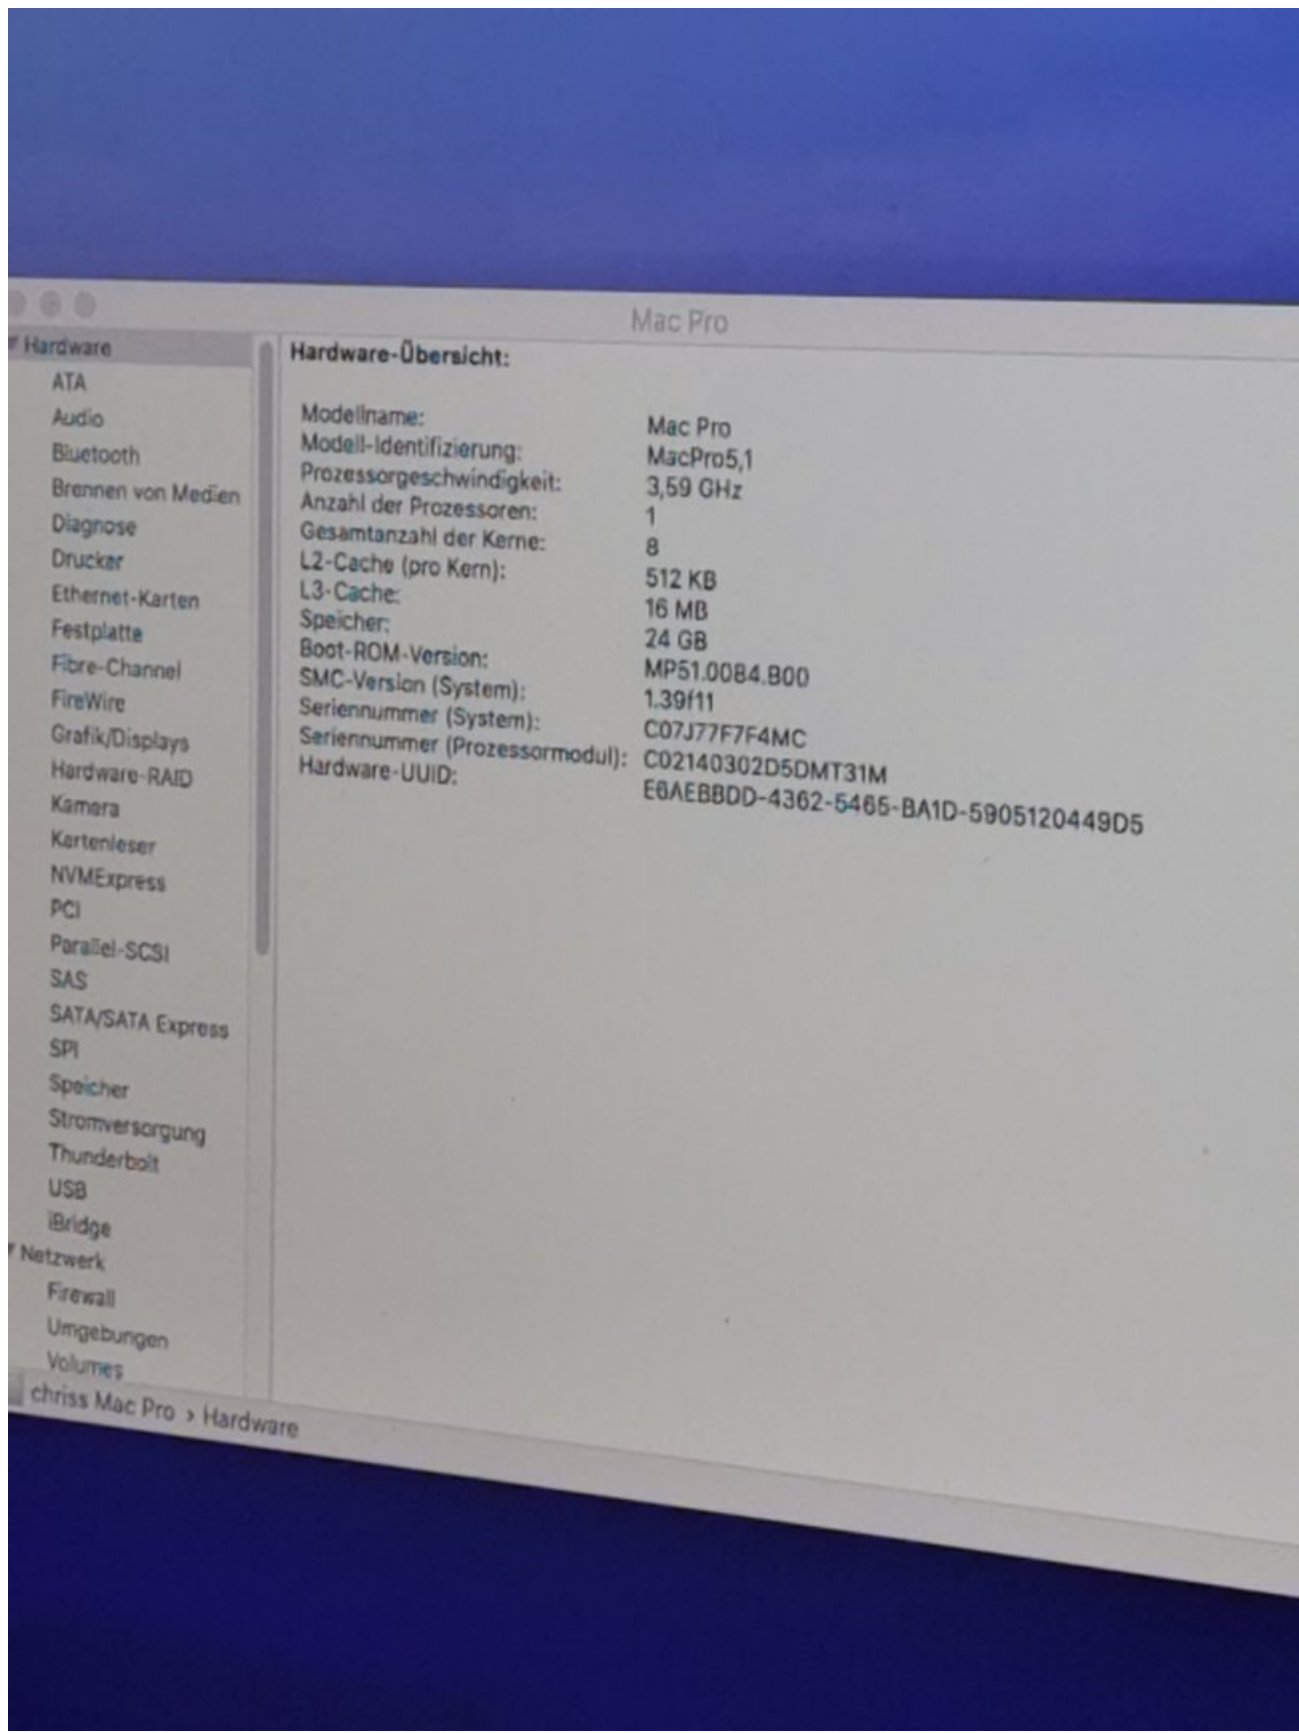 Mac Pro
Hardware
ATA
Audio
Bluetooth
Brennen von Medien
Diagnose
Drucker
Ethernet-Karten
Festplatte
Fibre-Channel
FireWire
Grafik/Displays
Hardware-RAID
Kamera
Kartenleser
NVMExpress
PCI
Parallel-SCSI
SAS
SATA/SATA Express
SPI
Speicher
Stromversorgung
Thunderbolt
USB
iBridge
Netzwerk
Firewall
Umgebungen
Volumes
Hardware-Übersicht:
Modellname: Mac Pro
Modell-Identifizierung: MacPro5,1
Prozessorgeschwindigkeit: 3,59 GHz
Anzahl der Prozessoren: 1
Gesamtanzahl der Kerne: 8
L2-Cache (pro Kern): 512 KB
L3-Cache: 16 MB
Speicher: 24 GB
Boot-ROM-Version: MP51.0084.B00
SMC-Version (System): 1.39f11
Seriennummer (System): C07J77F7F4MC
Seriennummer (Prozessormodul): C02140302D5DMT31M
Hardware-UUID: E6AEBBDD-4362-5465-BA1D-5905120449D5
chriss Mac Pro › Hardware